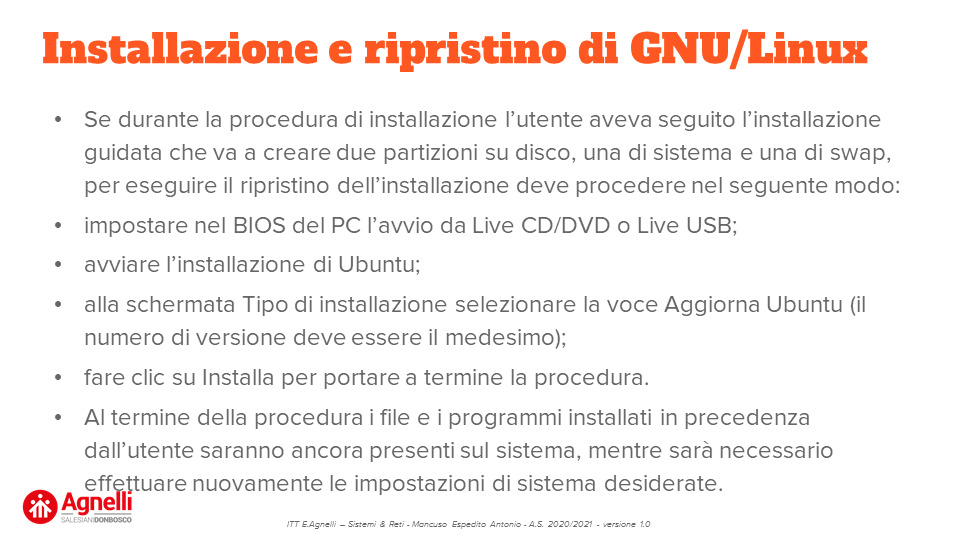 Installazione e ripristino di GNU/Linux
• Se durante la procedura di installazione l’utente aveva seguito l’installazione
guidata che va a creare due partizioni su disco, una di sistema e una di swap,
per eseguire il ripristino dell’installazione deve procedere nel seguente modo:
• impostare nel BIOS del PC l’avvio da Live CD/DVD o Live USB;
• avviare l’installazione di Ubuntu;
• alla schermata Tipo di installazione selezionare la voce Aggiorna Ubuntu (il
numero di versione deve essere il medesimo);
• fare clic su Installa per portare a termine la procedura.
• Al termine della procedura i file e i programmi installati in precedenza
dall’utente saranno ancora presenti sul sistema, mentre sarà necessario
effettuare nuovamente le impostazioni di sistema desiderate.
Agnelli
SALESIANIDONBOSCO
ITT E.Agnelli – Sistemi & Reti - Mancuso Espedito Antonio - A.S. 2020/2021 - versione 1.0